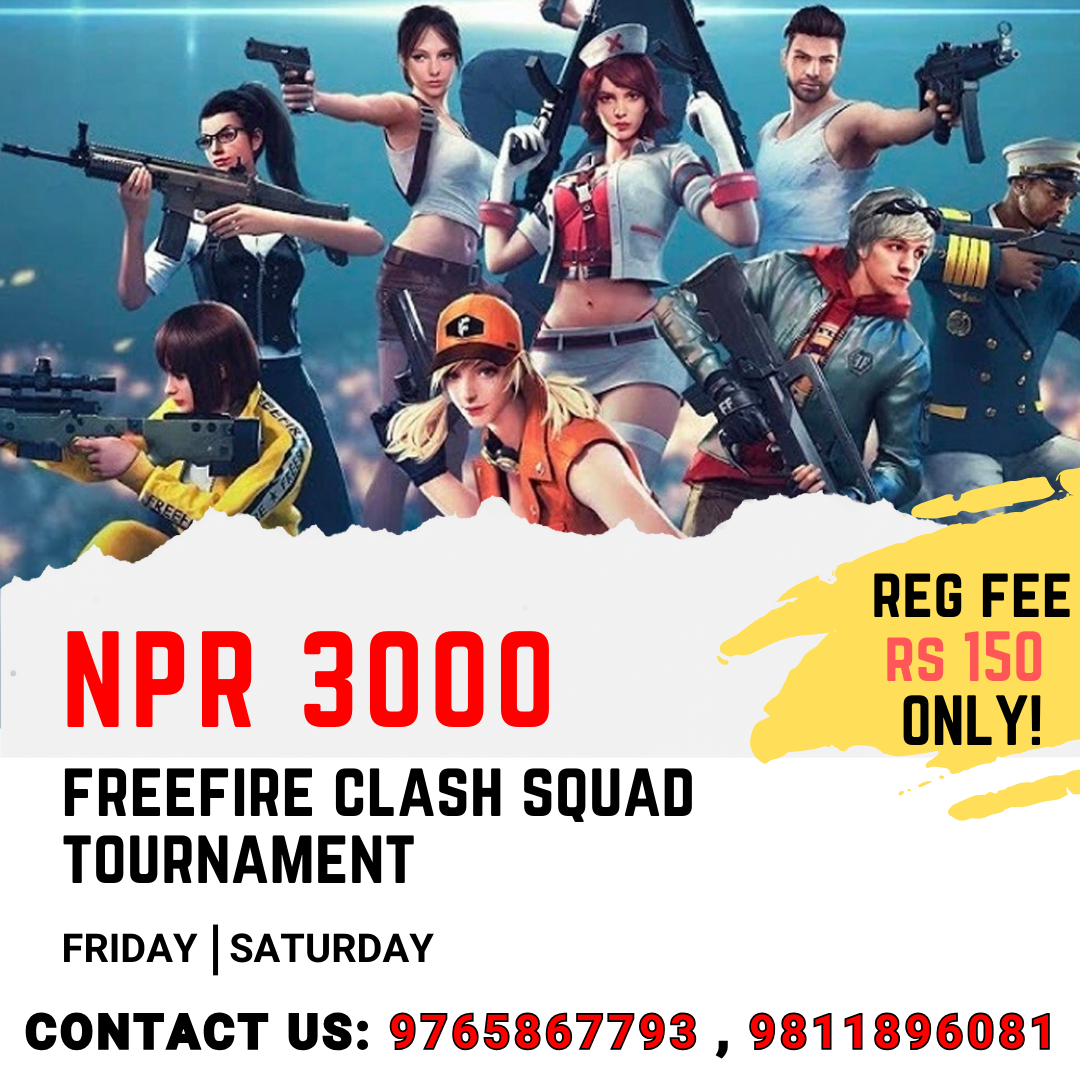 REG FEE
RS 150
ONLY!
NPR 3000
FREEFIRE CLASH SQUAD
TOURNAMENT
FRIDAY | SATURDAY
CONTACT US: 9765867793 , 9811896081